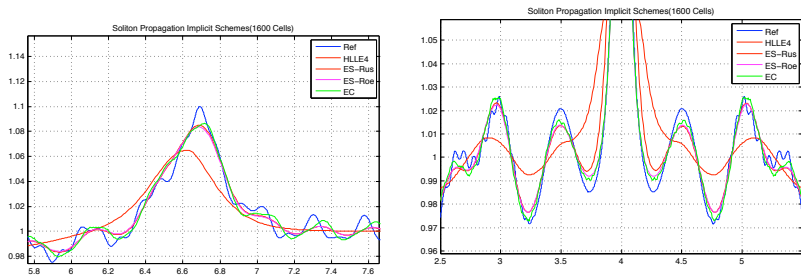 Soliton Propagation Implicit Schemes(1600 Cells)
Ref
HLLE4
ES-Rus
ES-Roe
EC
1.14
1.12
1.1
1.08
1.06
1.04
1.02
1
0.98
5.8 6 6.2 6.4 6.6 6.8 7 7.2 7.4 7.6
Soliton Propagation Implicit Schemes(1600 Cells)
Ref
HLLE4
ES-Rus
ES-Roe
EC
1.05
1.04
1.03
1.02
1.01
1
0.99
0.98
0.97
0.96
2.5 3 3.5 4 4.5 5